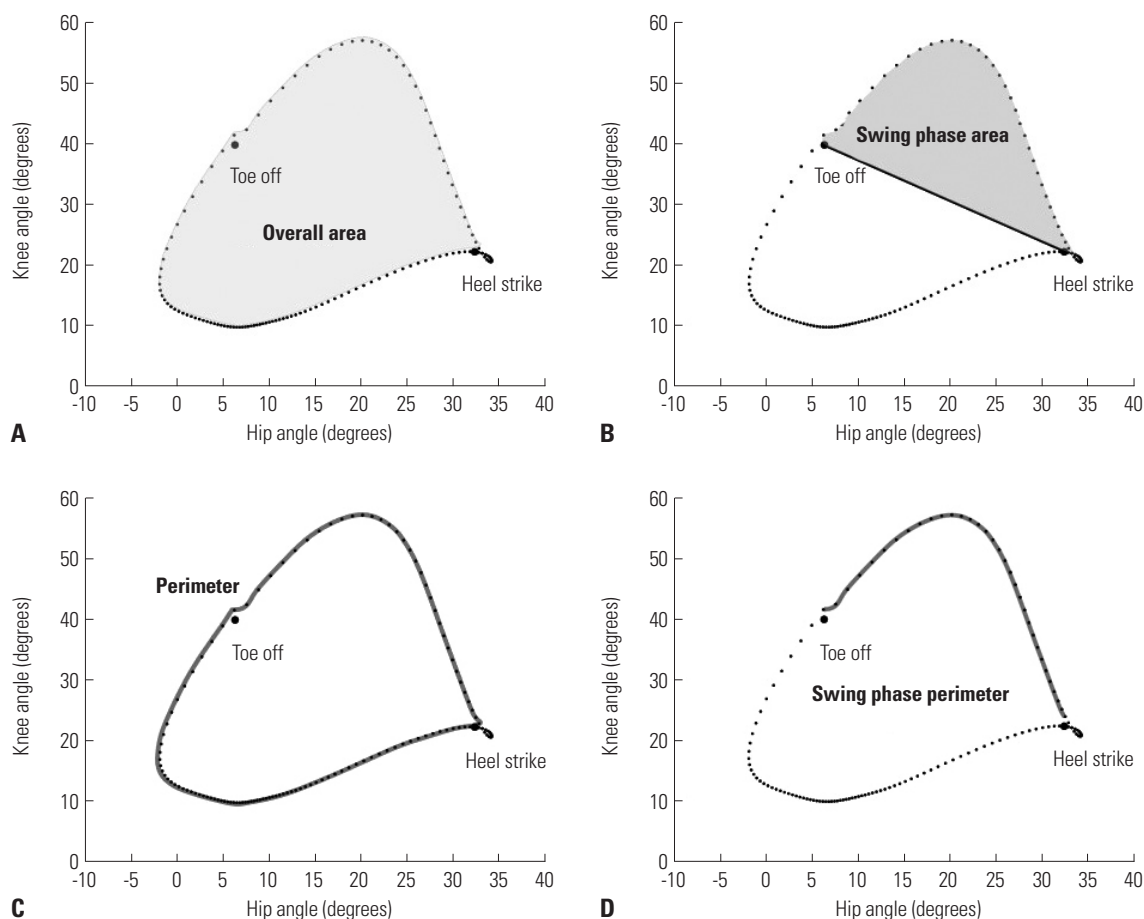 60
50
40
30
20
10
0
Knee angle (degrees)
Toe off
Overall area
Heel strike
-10 -5 0 5 10 15 20 25 30 35 40
Hip angle (degrees)
A
60
50
40
30
20
10
0
Knee angle (degrees)
Swing phase area
Toe off
Heel strike
-10 -5 0 5 10 15 20 25 30 35 40
Hip angle (degrees)
B
60
50
40
30
20
10
0
Knee angle (degrees)
Perimeter
Toe off
Heel strike
-10 -5 0 5 10 15 20 25 30 35 40
Hip angle (degrees)
C
60
50
40
30
20
10
0
Knee angle (degrees)
Toe off
Swing phase perimeter
Heel strike
-10 -5 0 5 10 15 20 25 30 35 40
Hip angle (degrees)
D